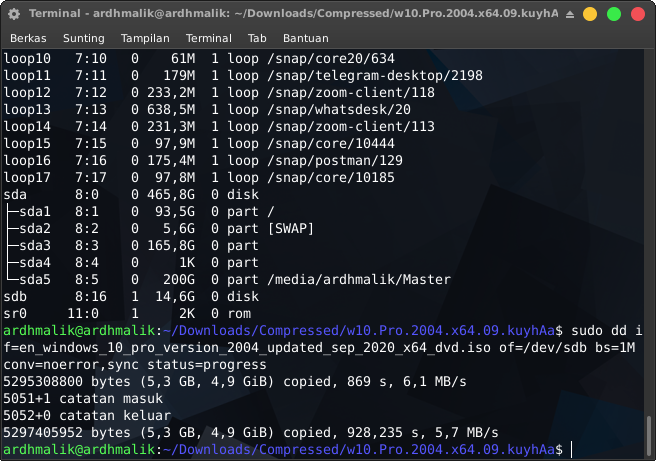 Terminal - ardhmalik@ardhmalik: ~/Downloads/Compressed/w10.Pro.2004.x64.09.kuyhA
Berkas Sunting Tampilan Terminal Tab Bantuan
loop10 7:10 0 61M 1 loop /snap/core20/634
loop11 7:11 0 179M 1 loop /snap/telegram-desktop/2198
loop12 7:12 0 233,2M 1 loop /snap/zoom-client/118
loop13 7:13 0 638,5M 1 loop /snap/whatsdesk/20
loop14 7:14 0 231,3M 1 loop /snap/zoom-client/113
loop15 7:15 0 97,9M 1 loop /snap/core/10444
loop16 7:16 0 175,4M 1 loop /snap/postman/129
loop17 7:17 0 97,8M 1 loop /snap/core/10185
sda 8:0 0 465,8G 0 disk
├─sda1 8:1 0 93,5G 0 part /
├─sda2 8:2 0 5,6G 0 part [SWAP]
├─sda3 8:3 0 165,8G 0 part
├─sda4 8:4 0 1K 0 part
└─sda5 8:5 0 200G 0 part /media/ardhmalik/Master
sdb 8:16 1 14,6G 0 disk
sr0 11:0 1 2K 0 rom
ardhmalik@ardhmalik:~/Downloads/Compressed/w10.Pro.2004.x64.09.kuyhAa$ sudo dd i
f=en_windows_10_pro_version_2004_updated_sep_2020_x64_dvd.iso of=/dev/sdb bs=1M
conv=noerror,sync status=progress
5295308800 bytes (5,3 GB, 4,9 GiB) copied, 869 s, 6,1 MB/s
5051+1 catatan masuk
5052+0 catatan keluar
5297405952 bytes (5,3 GB, 4,9 GiB) copied, 928,235 s, 5,7 MB/s
ardhmalik@ardhmalik:~/Downloads/Compressed/w10.Pro.2004.x64.09.kuyhAa$